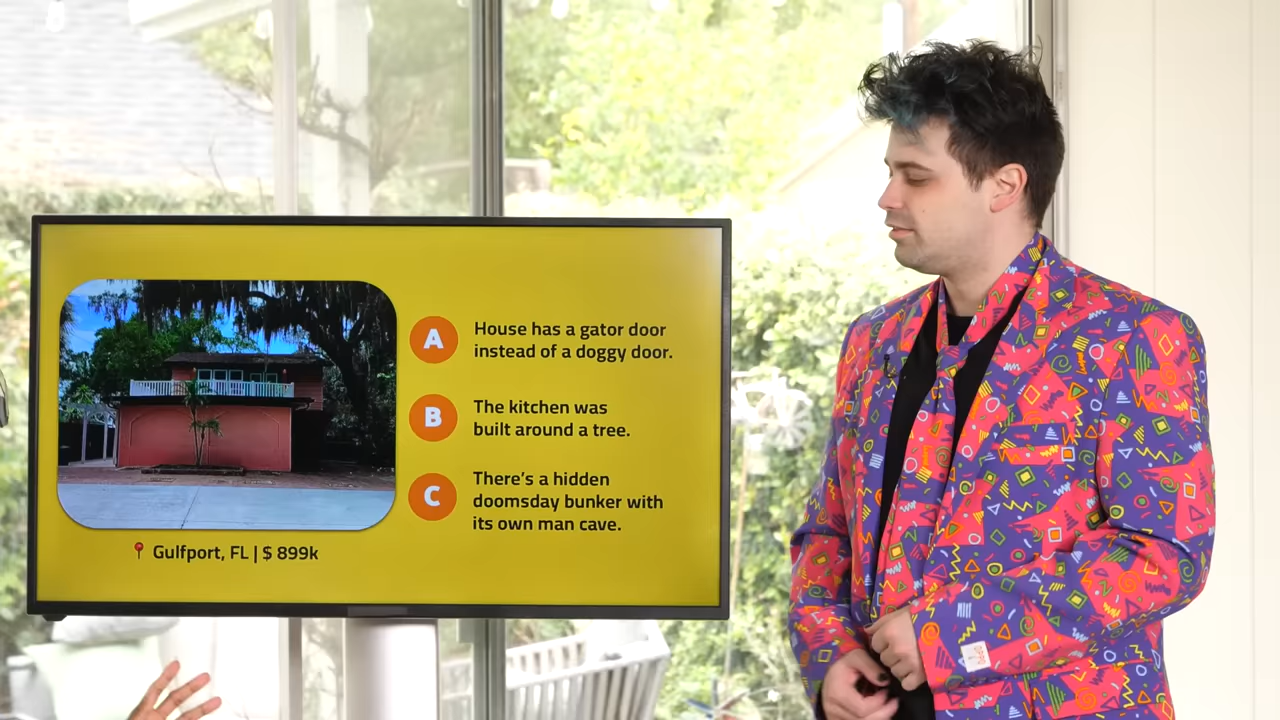 A
House has a gator door
instead of a doggy door.
B
The kitchen was
built around a tree.
C
There's a hidden
doomsday bunker with
its own man cave.
Gulfport, FL | $ 899k